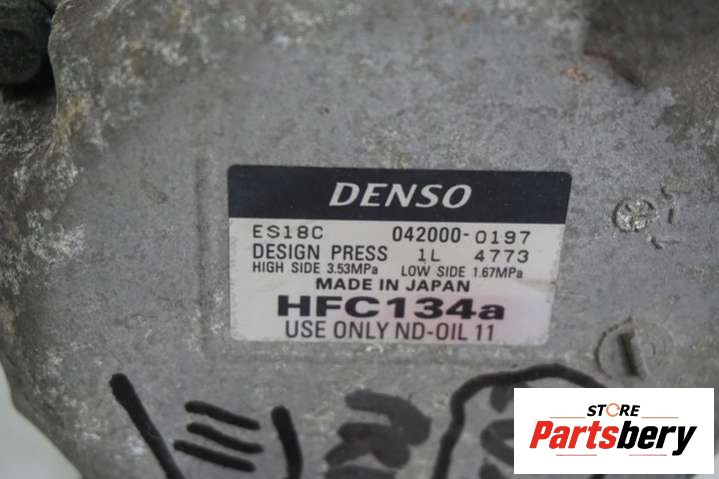 DENSO
ES18C 042000-0197
DESIGN PRESS 1L 4773
HIGH SIDE 3.53MPa LOW SIDE 1.67MPa
MADE IN JAPAN
HFC134a
USE ONLY ND-OIL 11
STORE
Partsbery